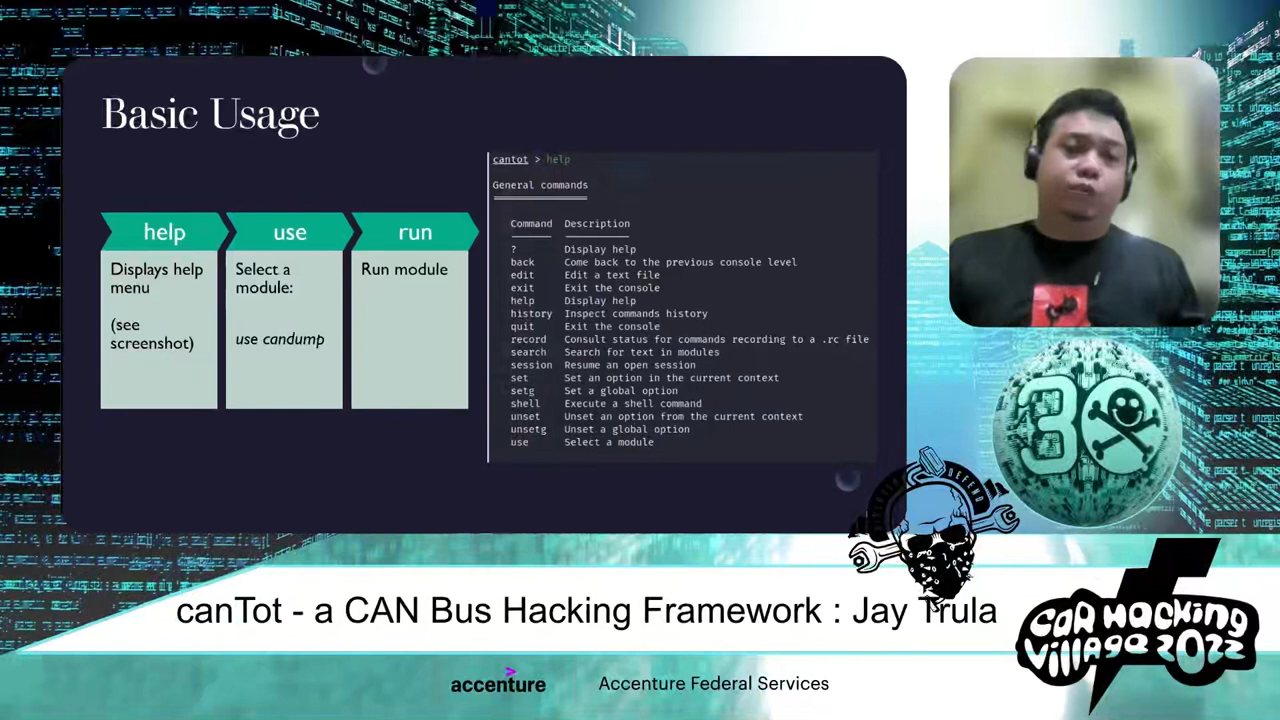 Basic Usage
help
Displays help
menu
(see
screenshot)
use
Select a
module:
use candump
run
Run module
cantot > help
General commands
Command Description
? Display help
back Come back to the previous console level
edit Edit a text file
exit Exit the console
help Display help
history Inspect commands history
quit Exit the console
record Consult status for commands recording to a .rc file
search Search for text in modules
session Resume an open session
set Set an option in the current context
setg Set a global option
shell Execute a shell command
unset Unset an option from the current context
unsetg Unset a global option
use Select a module
30
DEFEND
canTot - a CAN Bus Hacking Framework : Jay Trula
CAR HACKING
VILLAGE 2022
accenture
Accenture Federal Services